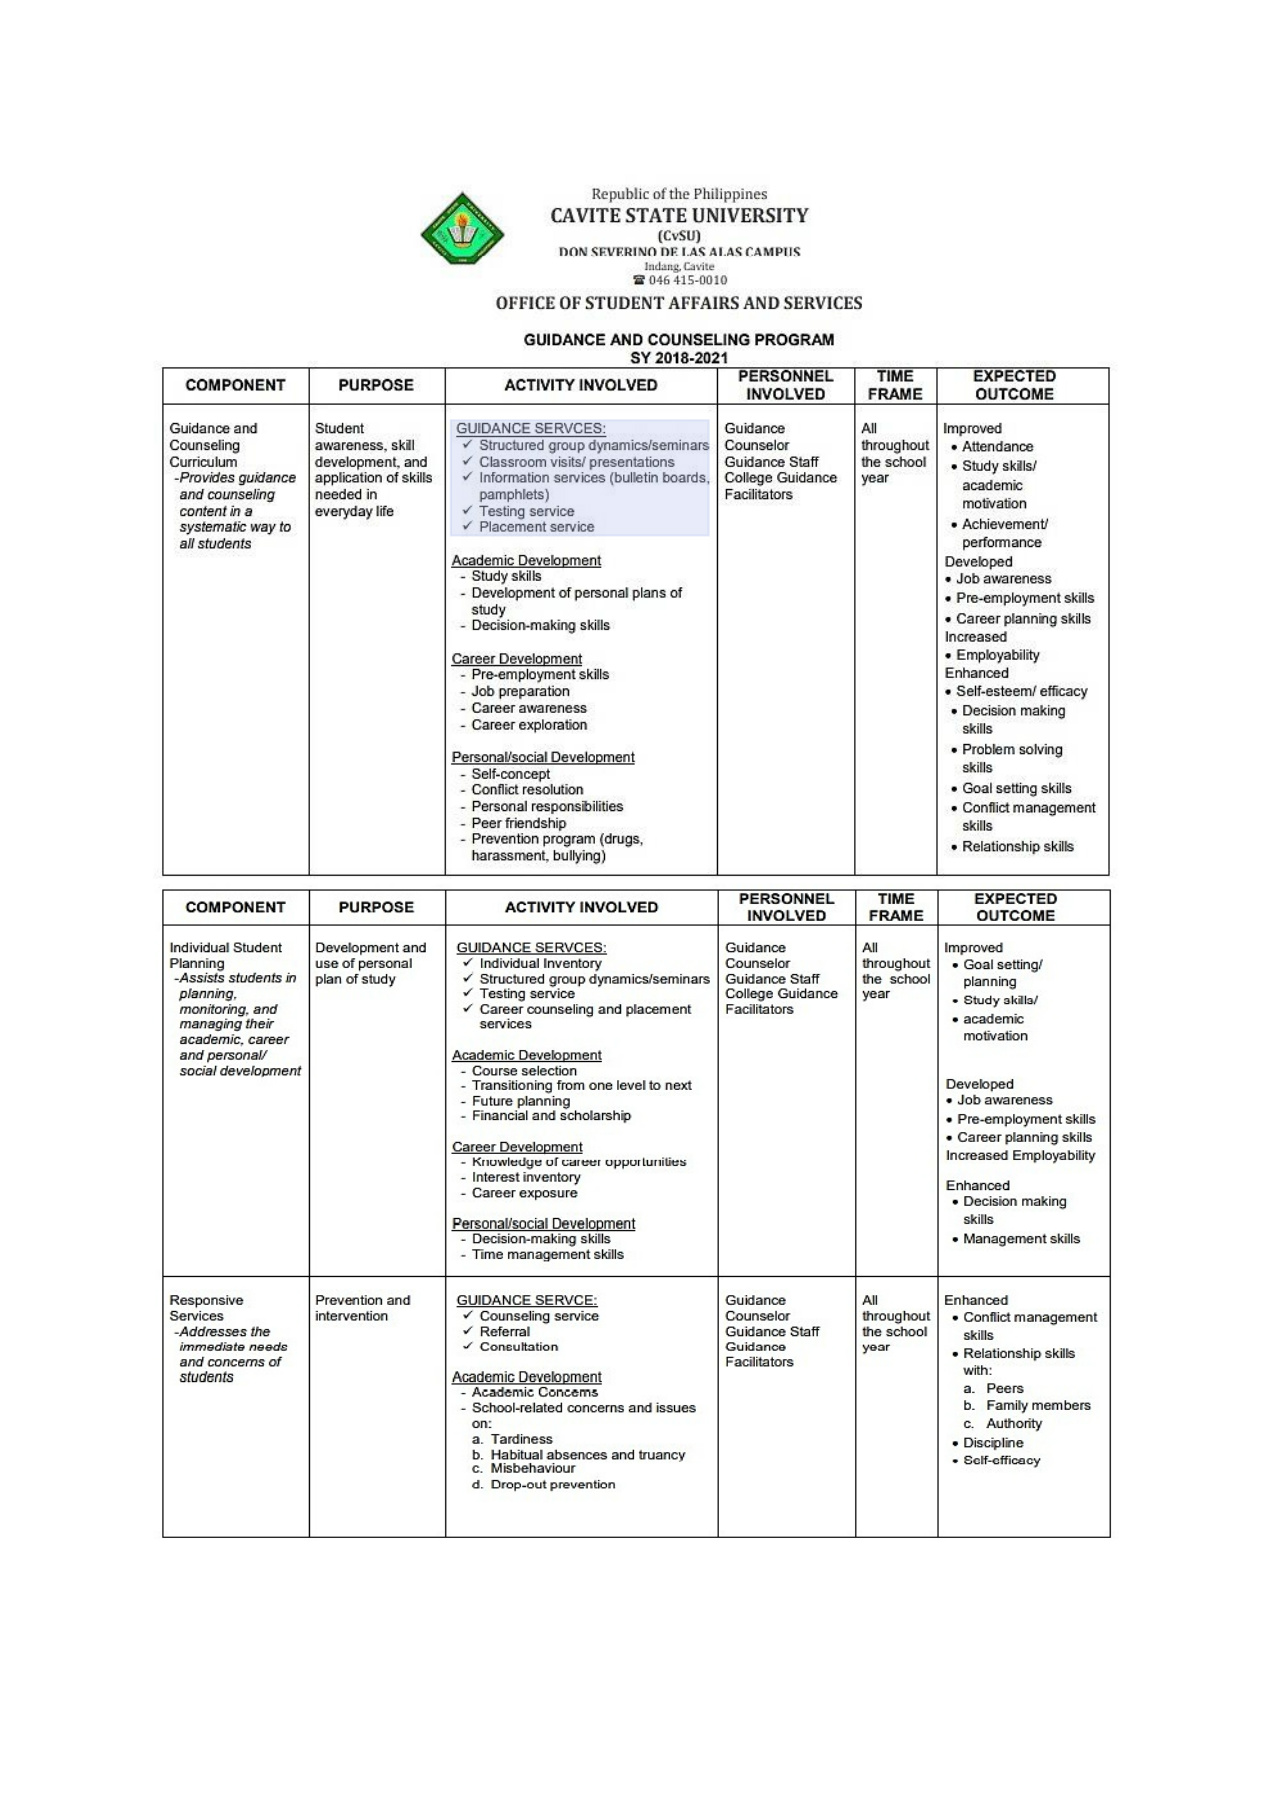 Republic of the Philippines
CAVITE STATE UNIVERSITY
(CvSU)
DON SEVERINO DE LAS ALAS CAMPUS
Indang, Cavite
☎ 046 415-0010
OFFICE OF STUDENT AFFAIRS AND SERVICES
GUIDANCE AND COUNSELING PROGRAM
SY 2018-2021
COMPONENT
PURPOSE
ACTIVITY INVOLVED
PERSONNEL
INVOLVED
TIME
FRAME
EXPECTED
OUTCOME
Guidance and
Counseling
Curriculum
-Provides guidance
and counseling
content in a
systematic way to
all students
Student
awareness, skill
development, and
application of skills
needed in
everyday life
GUIDANCE SERVCES:
✓ Structured group dynamics/seminars
✓ Classroom visits/ presentations
✓ Information services (bulletin boards,
pamphlets)
✓ Testing service
✓ Placement service
Academic Development
- Study skills
- Development of personal plans of
study
- Decision-making skills
Career Development
- Pre-employment skills
- Job preparation
- Career awareness
- Career exploration
Personal/social Development
- Self-concept
- Conflict resolution
- Personal responsibilities
- Peer friendship
- Prevention program (drugs,
harassment, bullying)
Guidance
Counselor
Guidance Staff
College Guidance
Facilitators
All
throughout
the school
year
Improved
• Attendance
• Study skills/
academic
motivation
• Achievement/
performance
Developed
• Job awareness
• Pre-employment skills
• Career planning skills
Increased
• Employability
Enhanced
• Self-esteem/ efficacy
• Decision making
skills
• Problem solving
skills
• Goal setting skills
• Conflict management
skills
• Relationship skills
COMPONENT
PURPOSE
ACTIVITY INVOLVED
PERSONNEL
INVOLVED
TIME
FRAME
EXPECTED
OUTCOME
Individual Student
Planning
-Assists students in
planning,
monitoring, and
managing their
academic, career
and personal/
social development
Development and
use of personal
plan of study
GUIDANCE SERVCES:
✓ Individual Inventory
✓ Structured group dynamics/seminars
✓ Testing service
✓ Career counseling and placement
services
Academic Development
- Course selection
- Transitioning from one level to next
- Future planning
- Financial and scholarship
Career Development
- Knowledge of career opportunities
- Interest inventory
- Career exposure
Personal/social Development
- Decision-making skills
- Time management skills
Guidance
Counselor
Guidance Staff
College Guidance
Facilitators
All
throughout
the school
year
Improved
• Goal setting/
planning
• Study skills/
• academic
motivation
Developed
• Job awareness
• Pre-employment skills
• Career planning skills
Increased Employability
Enhanced
• Decision making
skills
• Management skills
Responsive
Services
-Addresses the
immediate needs
and concerns of
students
Prevention and
intervention
GUIDANCE SERVCE:
✓ Counseling service
✓ Referral
✓ Consultation
Academic Development
- Academic Concerns
- School-related concerns and issues
on:
a. Tardiness
b. Habitual absences and truancy
c. Misbehaviour
d. Drop-out prevention
Guidance
Counselor
Guidance Staff
Guidance
Facilitators
All
throughout
the school
year
Enhanced
• Conflict management
skills
• Relationship skills
with:
a. Peers
b. Family members
c. Authority
• Discipline
• Self-efficacy